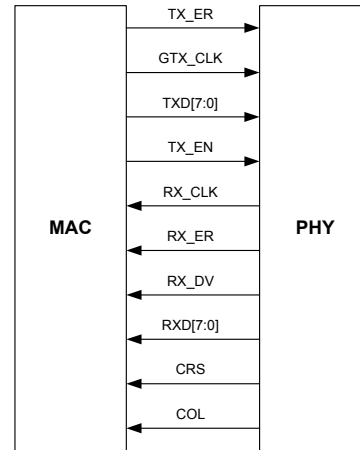 TX_ER
GTX_CLK
TXD[7:0]
TX_EN
RX_CLK
MAC
PHY
RX_ER
RX_DV
RXD[7:0]
CRS
COL